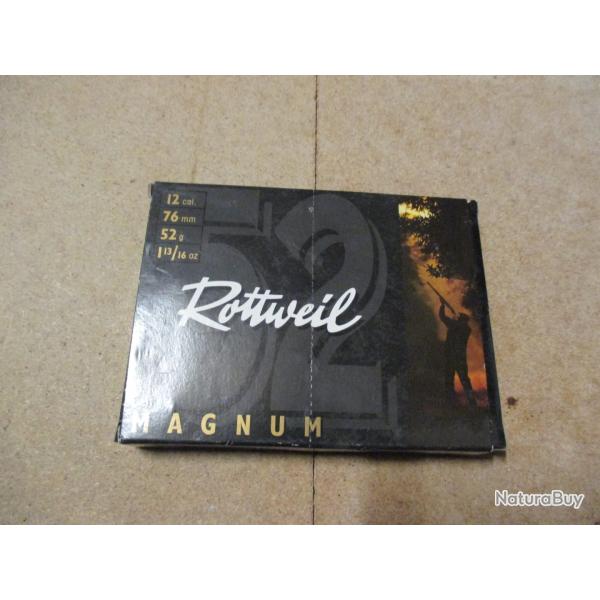 12 cal.
76 mm
52 g
1 13/16 oz
52
Rottweil
MAGNUM
NaturaBuy